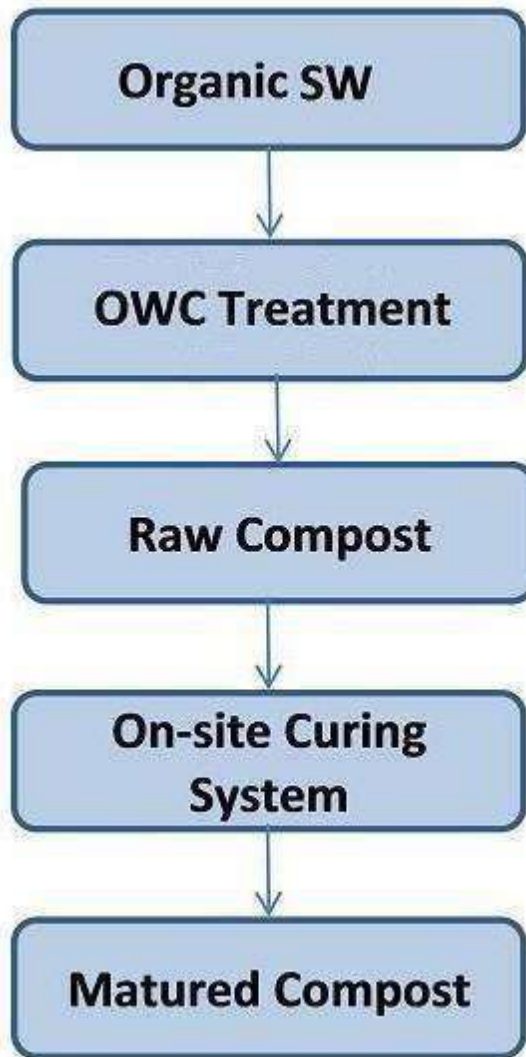 Organic SW
OWC Treatment
Raw Compost
On-site Curing
System
Matured Compost